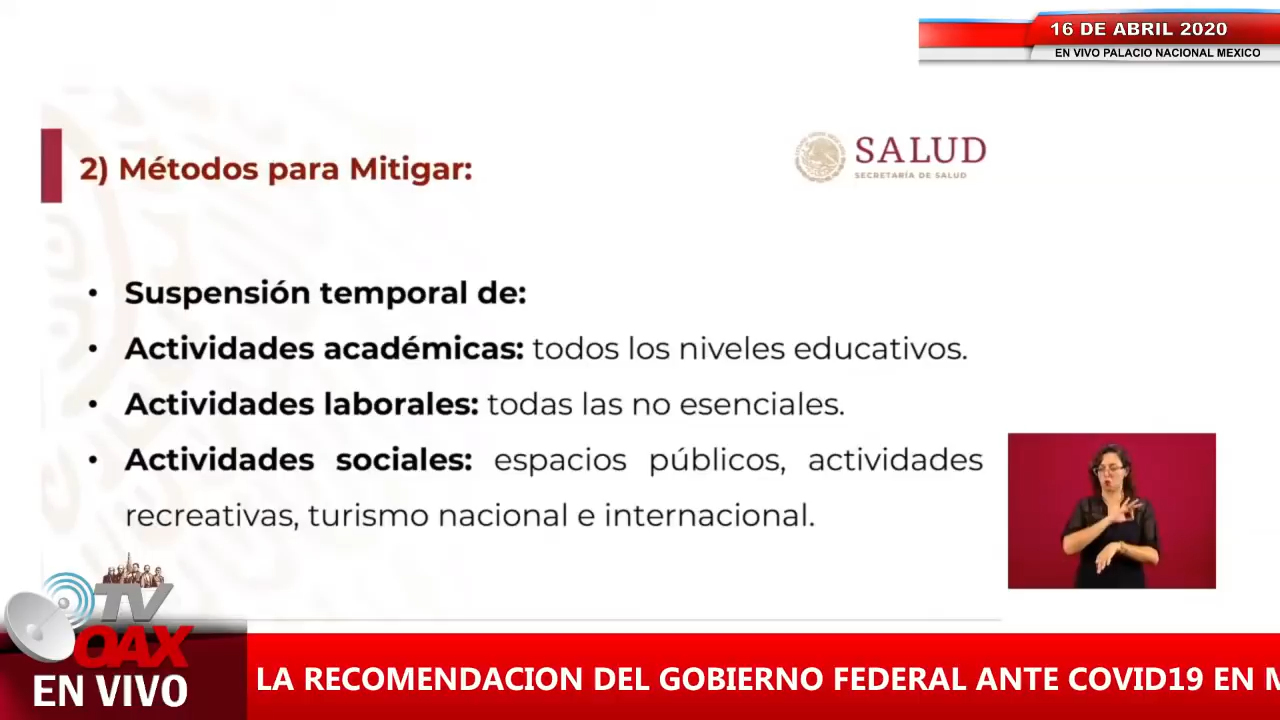 16 DE ABRIL 2020
EN VIVO PALACIO NACIONAL MEXICO
2) Métodos para Mitigar:
SALUD
SECRETARÍA DE SALUD
• Suspensión temporal de:
• Actividades académicas: todos los niveles educativos.
• Actividades laborales: todas las no esenciales.
• Actividades sociales: espacios públicos, actividades
recreativas, turismo nacional e internacional.
TV
OAX
EN VIVO
LA RECOMENDACION DEL GOBIERNO FEDERAL ANTE COVID19 EN M